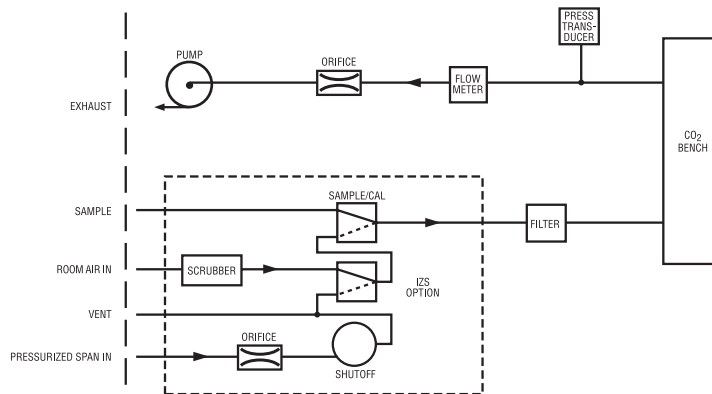 PRESS
TRANS-
DUCER
PUMP
ORIFICE
FLOW
METER
EXHAUST
CO2
BENCH
SAMPLE/CAL
SAMPLE
FILTER
ROOM AIR IN
SCRUBBER
IZS
OPTION
VENT
ORIFICE
PRESSURIZED SPAN IN
SHUTOFF